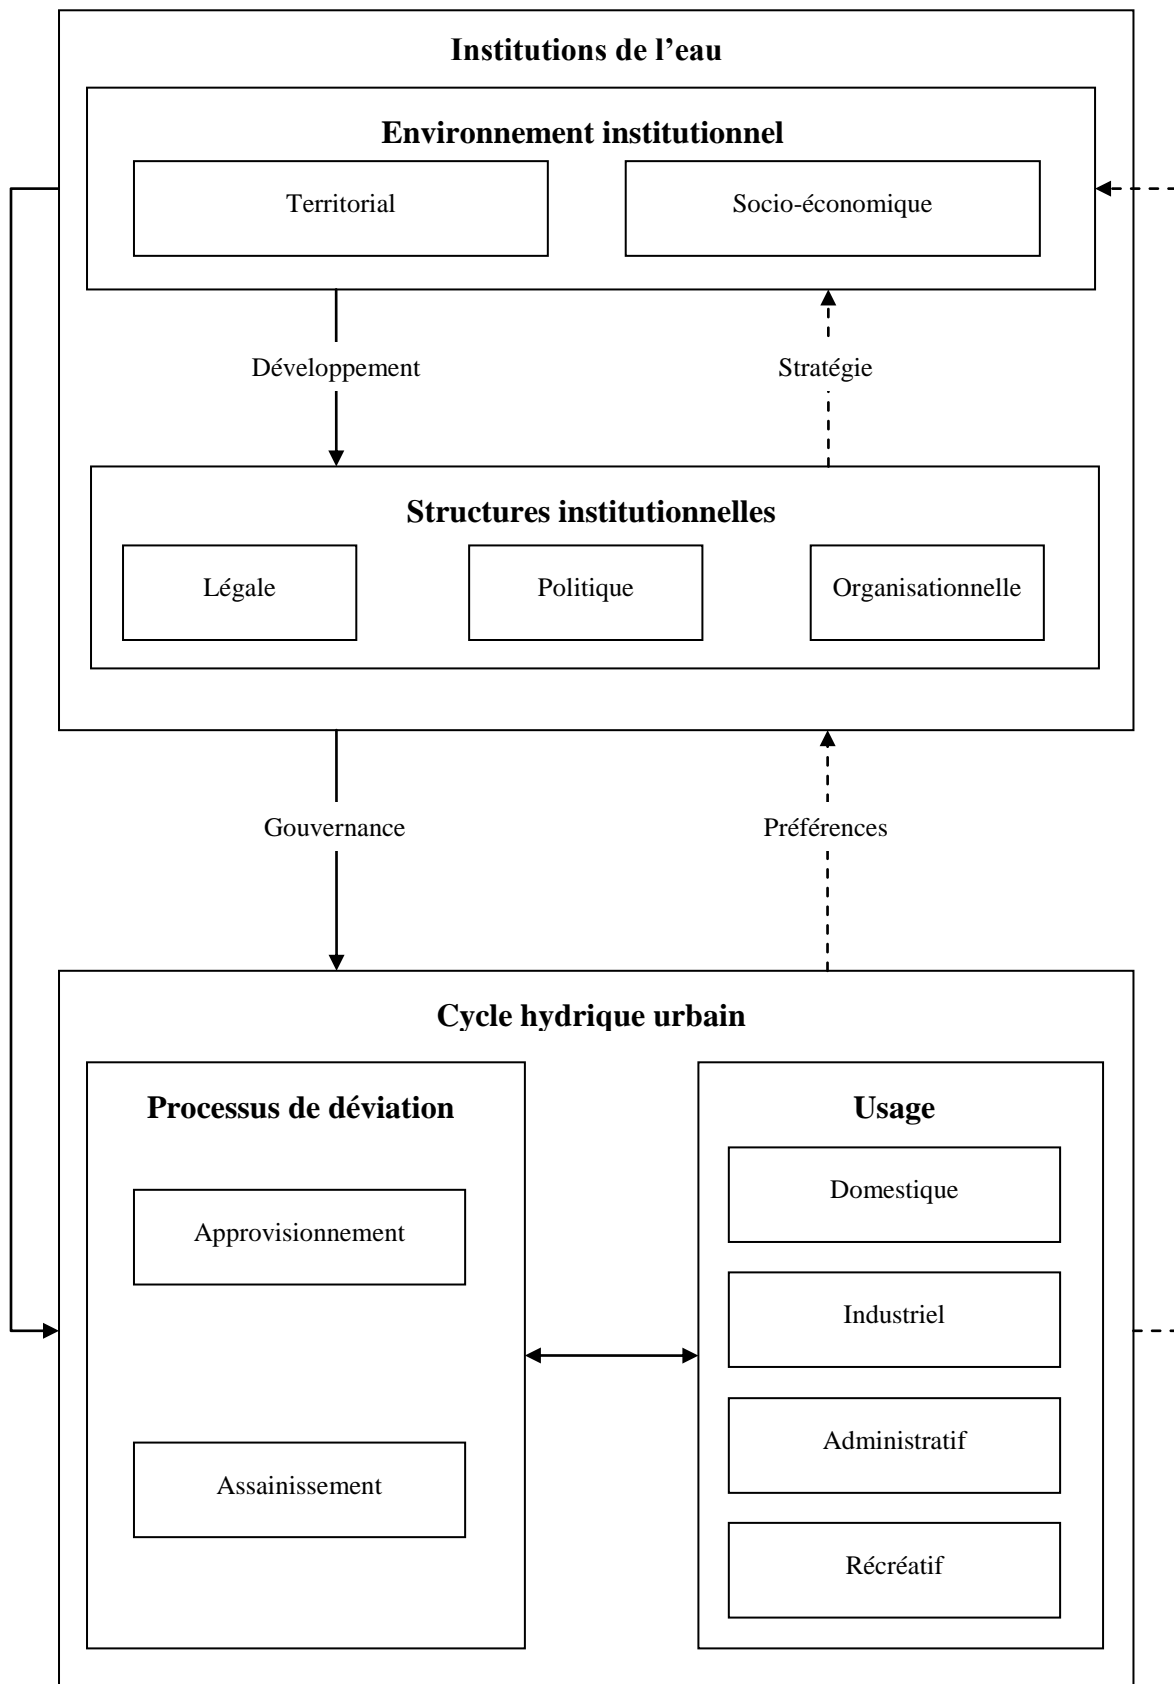 Institutions de l’eau
Environnement institutionnel
Territorial
Socio-économique
Développement
Stratégie
Structures institutionnelles
Légale
Politique
Organisationnelle
Gouvernance
Préférences
Cycle hydrique urbain
Processus de déviation
Usage
Approvisionnement
Assainissement
Domestique
Industriel
Administratif
Récréatif